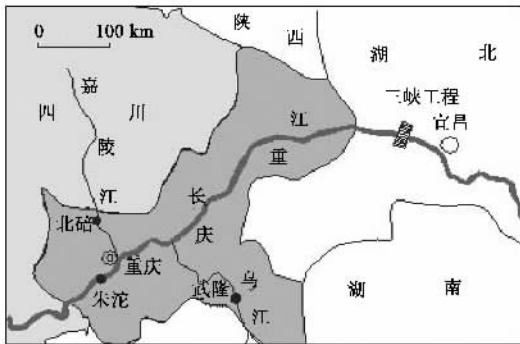 0 100 km
陕 西
湖 北
四 川
嘉陵江
三峡工程
宜昌
长江
重庆
北碚
重庆
朱沱
武隆
乌江
湖 南